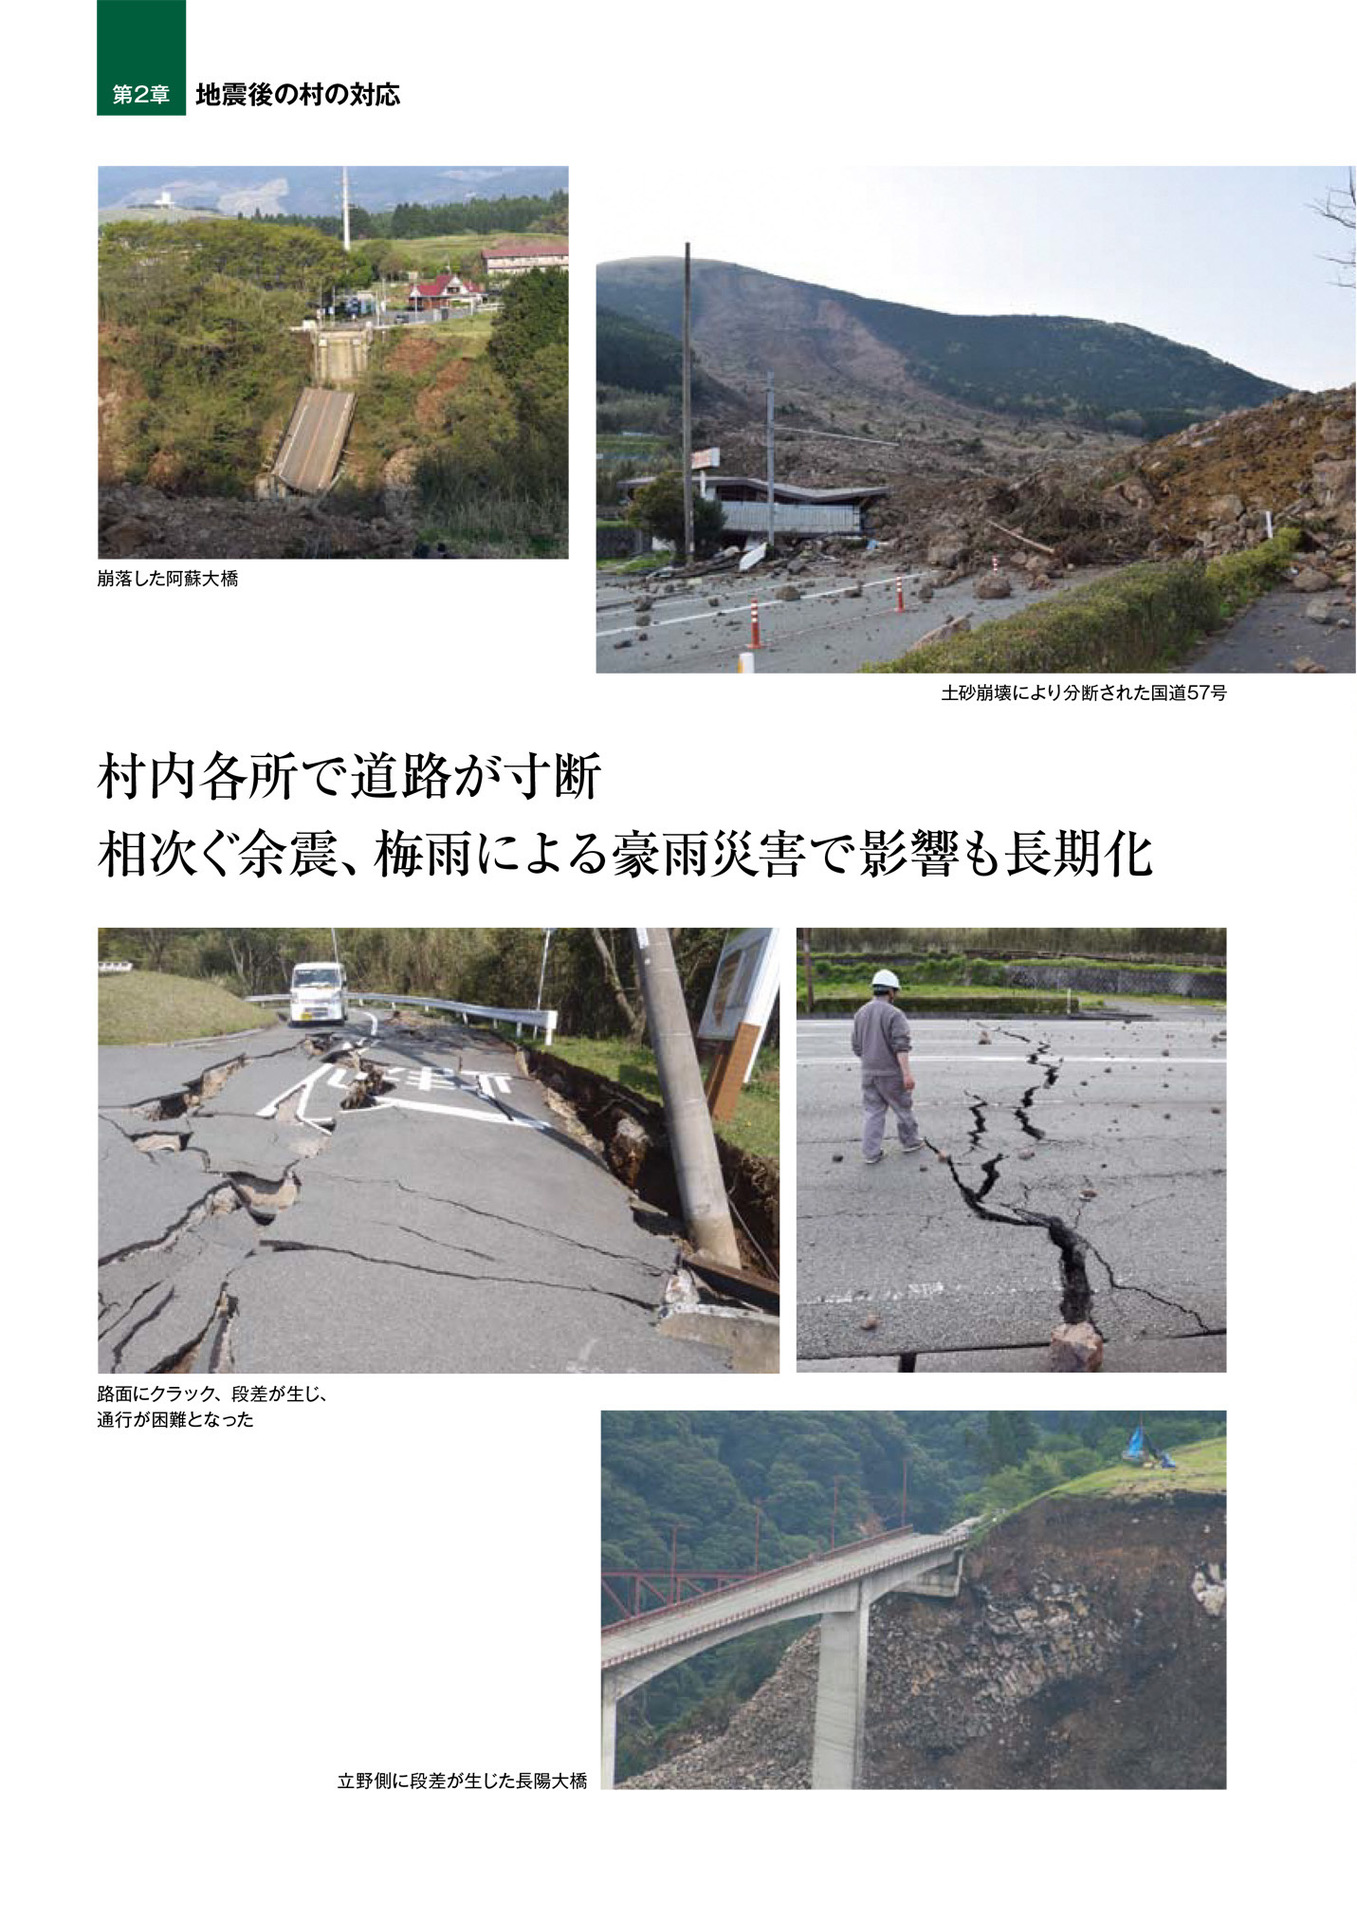 第2章
地震後の村の対応
崩落した阿蘇大橋
土砂崩壊により分断された国道57号
村内各所で道路が寸断
相次ぐ余震、梅雨による豪雨災害で影響も長期化
路面にクラック、段差が生じ、
通行が困難となった
立野側に段差が生じた長陽大橋